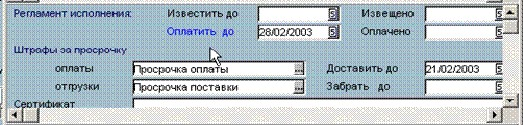 Регламент исполнения: Известить до Извещено
Оплатить до 28/02/2003 Оплачено
Штрафы за просрочку
оплаты Просрочка оплаты ... Доставить до 21/02/2003
отгрузки Просрочка поставки ... Забрать до
Сертификат